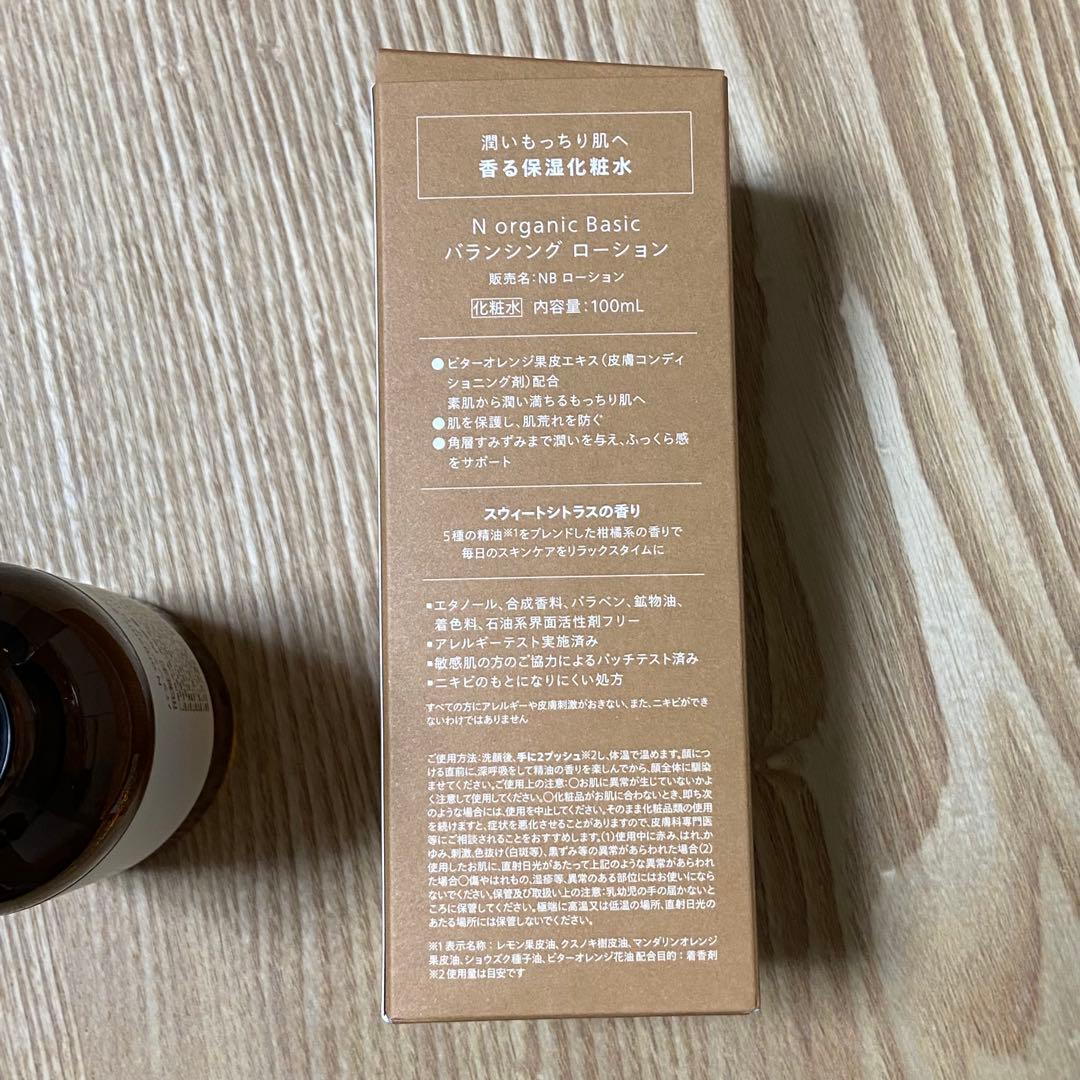 潤いもっちり肌へ
香る保湿化粧水
N organic Basic
バランシング ローション
販売名:NB ローション
化粧水 内容量:100mL
●ビターオレンジ果皮エキス(皮膚コンディ
ショニング剤)配合
素肌から潤い満ちるもっちり肌へ
●肌を保護し、肌荒れを防ぐ
●角層すみずみまで潤いを与え、ふっくら感
をサポート
スウィートシトラスの香り
5種の精油※1をブレンドした柑橘系の香りで
毎日のスキンケアをリラックスタイムに
▪エタノール、合成香料、パラベン、鉱物油、
着色料、石油系界面活性剤フリー
▪アレルギーテスト実施済み
▪敏感肌の方のご協力によるパッチテスト済み
▪ニキビのもとになりにくい処方
すべての方にアレルギーや皮膚刺激がおきない、また、ニキビができ
ないわけではありません
ご使用方法:洗顔後、手に2プッシュ※2し、体温で温めます。顔につ
ける直前に、深呼吸をして精油の香りを楽しんでから、顔全体に馴染
ませてください。ご使用上の注意:〇お肌に異常が生じていないかよ
く注意して使用してください。〇化粧品がお肌に合わないとき、即ち次
のような場合には、使用を中止してください。そのまま化粧品類の使用
を続けますと、症状を悪化させることがありますので、皮膚科専門医
等にご相談されることをおすすめします。(1)使用中に赤み、はれ、か
ゆみ、刺激、色抜け(白斑等)、黒ずみ等の異常があらわれた場合(2)
使用したお肌に、直射日光があたって上記のような異常があらわれ
た場合〇傷やはれもの、湿疹等、異常のある部位にはお使いになら
ないでください。保管及び取扱い上の注意:乳幼児の手の届かないと
ころに保管してください。極端に高温又は低温の場所、直射日光の
あたる場所には保管しないでください。
※1表示名称:レモン果皮油、クスノキ樹皮油、マンダリンオレンジ
果皮油、ショウズク種子油、ビターオレンジ花油 配合目的:着香剤
※2使用量は目安です